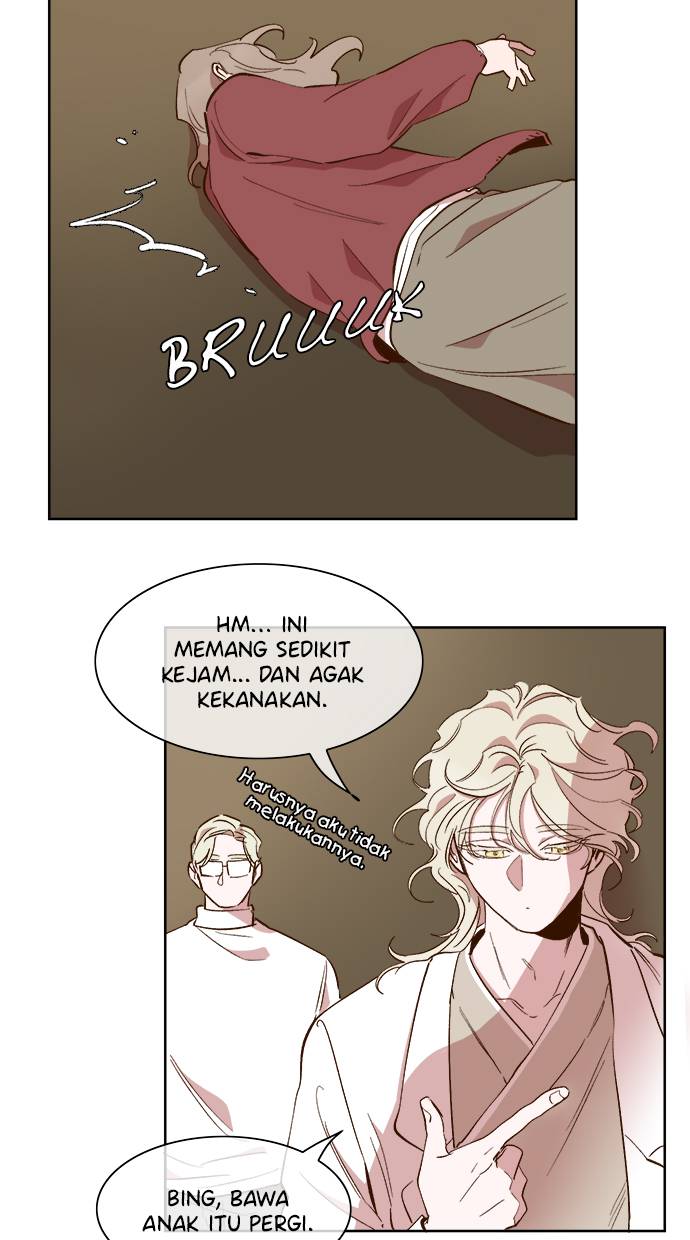 BRUUUK
HM... INI
MEMANG SEDIKIT
KEJAM... DAN AGAK
KEKANAKAN.
Harusnya aku tidak
melakukannya.
BING, BAWA
ANAK ITU PERGI.